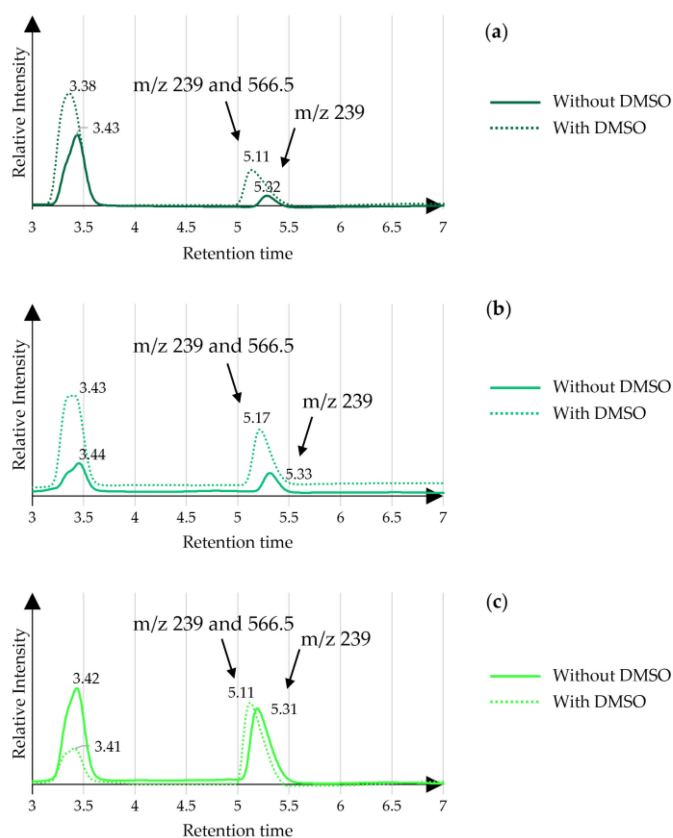 (a)
Relative Intensity
3.38
3.43
m/z 239 and 566.5
m/z 239
5.11
5.32
Without DMSO
With DMSO
3 3.5 4 4.5 5 5.5 6 6.5 7
Retention time
(b)
Relative Intensity
m/z 239 and 566.5
m/z 239
3.43
3.44
5.17
5.33
Without DMSO
With DMSO
3 3.5 4 4.5 5 5.5 6 6.5 7
Retention time
(c)
Relative Intensity
m/z 239 and 566.5
m/z 239
3.42
3.41
5.11
5.31
Without DMSO
With DMSO
3 3.5 4 4.5 5 5.5 6 6.5 7
Retention time